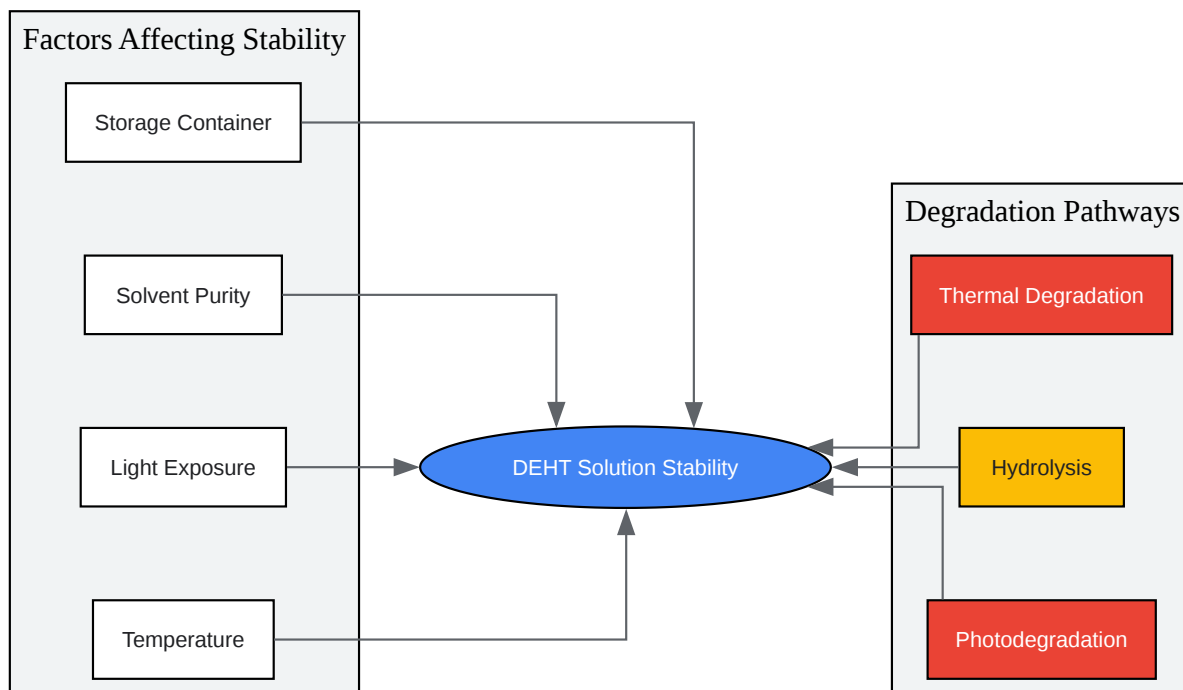 Factors Affecting Stability
Storage Container
Solvent Purity
Light Exposure
Temperature
DEHT Solution Stability
Degradation Pathways
Thermal Degradation
Hydrolysis
Photodegradation